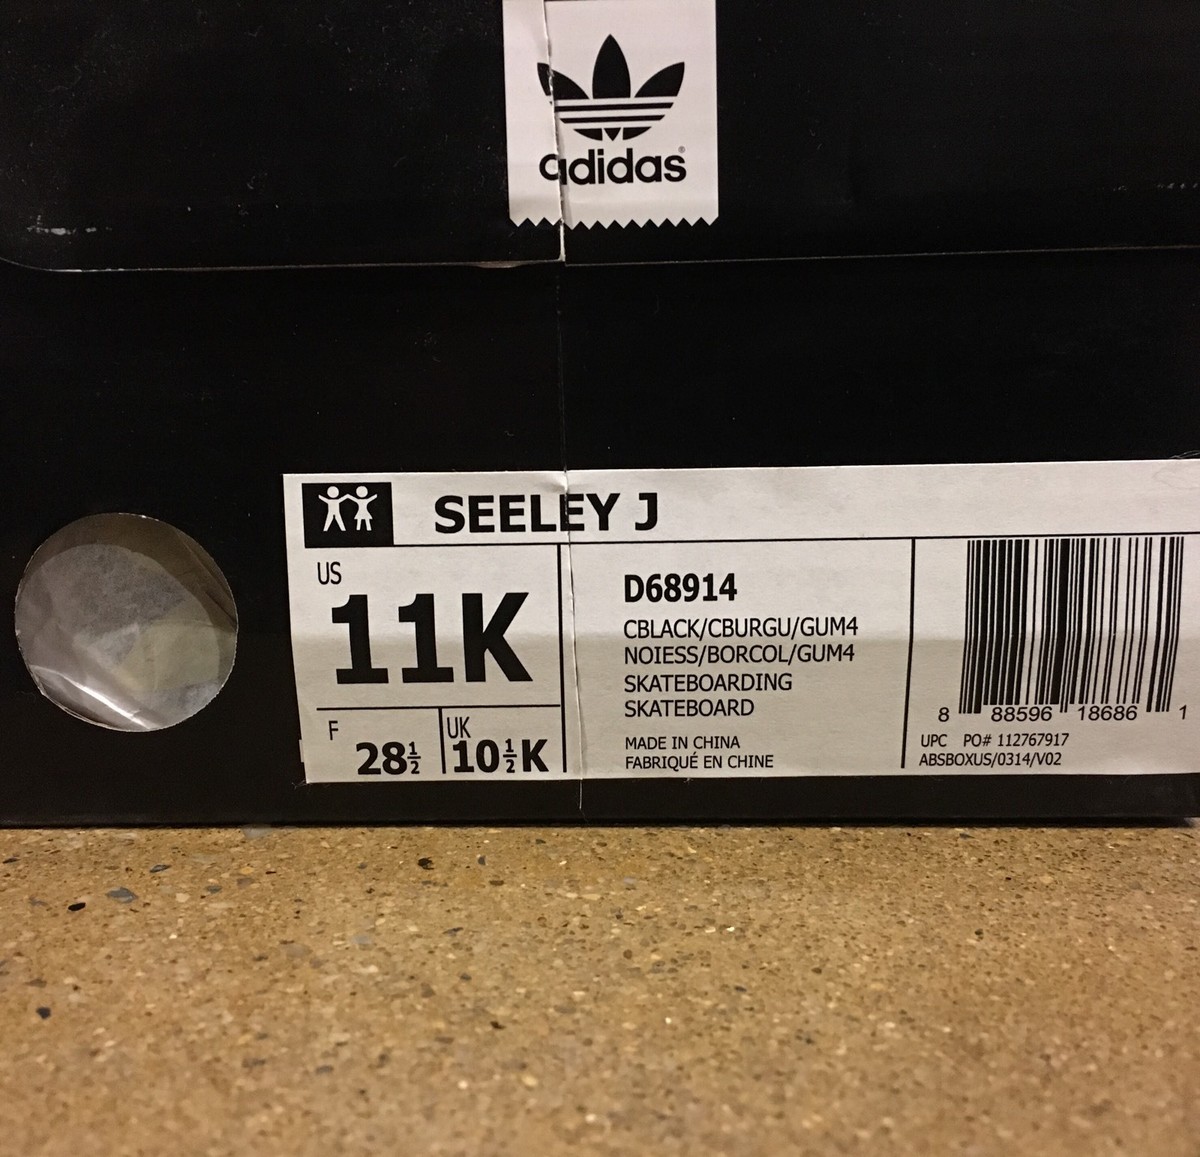 adidas®
SEELEY J
US
11K
F
28½
UK
10½K
D68914
CBLACK/CBURGU/GUM4
NOIESS/BORCOL/GUM4
SKATEBOARDING
SKATEBOARD
MADE IN CHINA
FABRIQUÉ EN CHINE
8 88596 18686 1
UPC PO# 112767917
ABSBOXUS/0314/V02